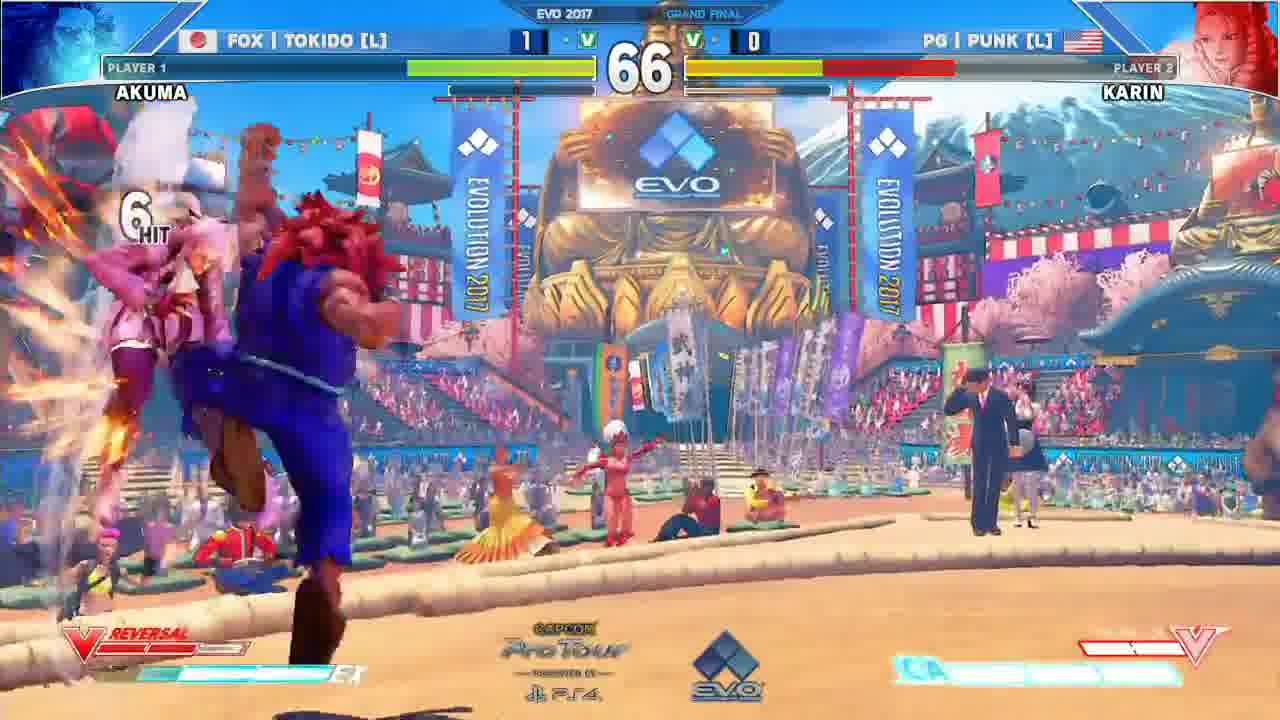 EVO 2017 GRAND FINAL
FOX | TOKIDO [L] 1 V 66 V 0 PG | PUNK [L]
PLAYER 1 PLAYER 2
AKUMA KARIN
EVO
EVOLUTION 2017
EVOLUTION 2017
6 HIT
V REVERSAL
EX
CA
V
CAPCOM
Pro Tour
PRESENTED BY
PS4
EVO